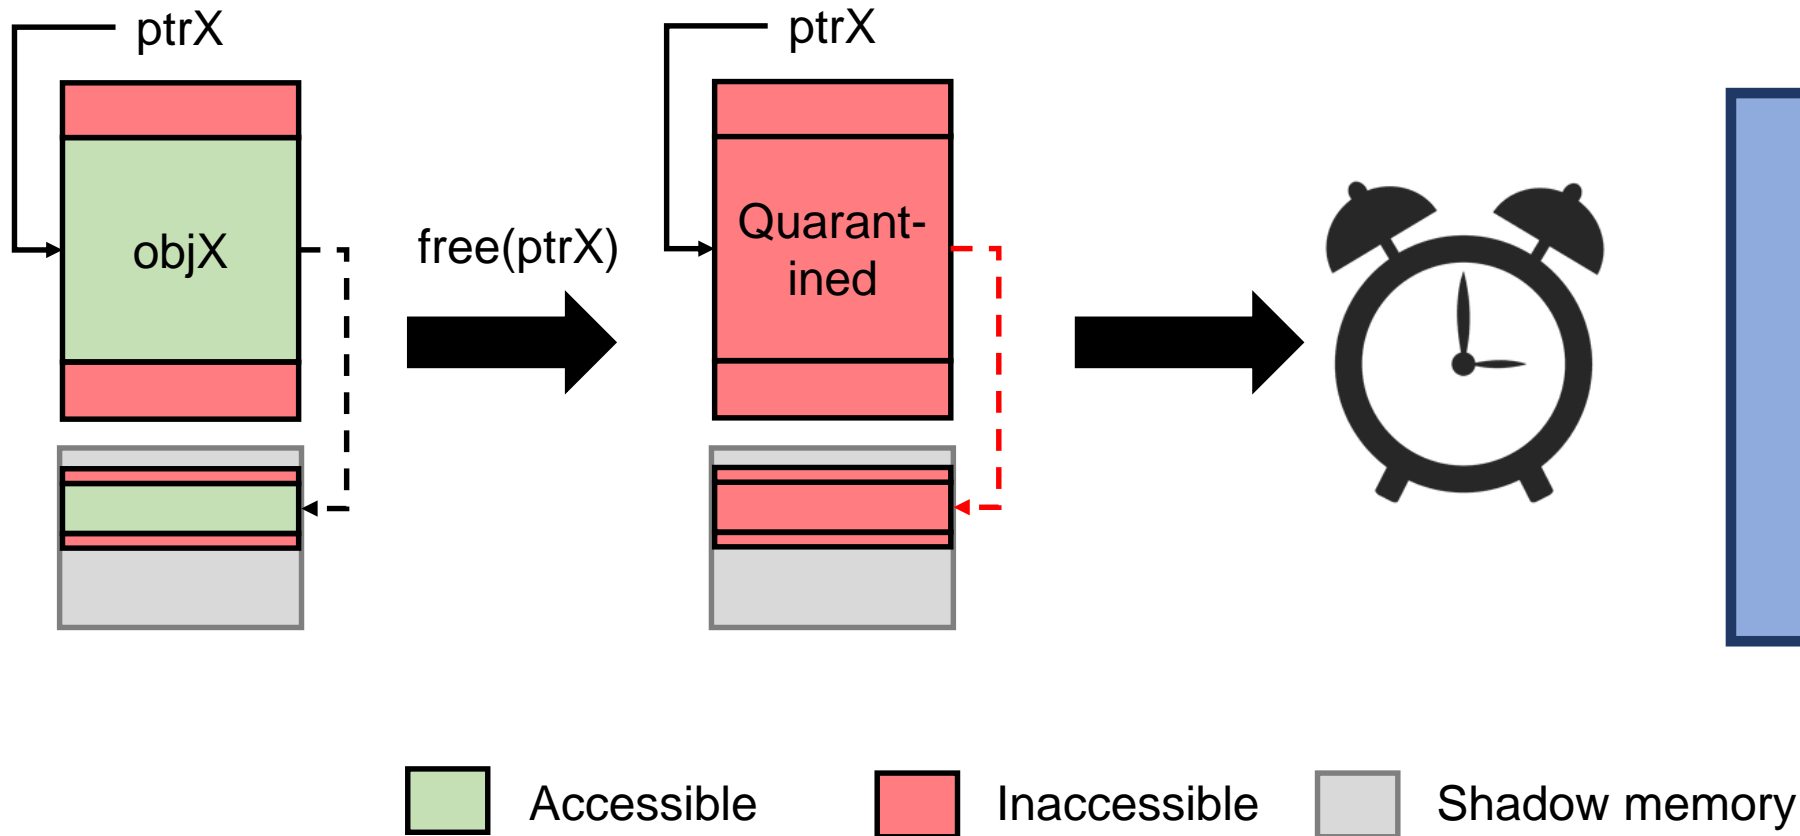 ptrX
ptrX
objX
free(ptrX)
Quarant-
ined
Accessible
Inaccessible
Shadow memory